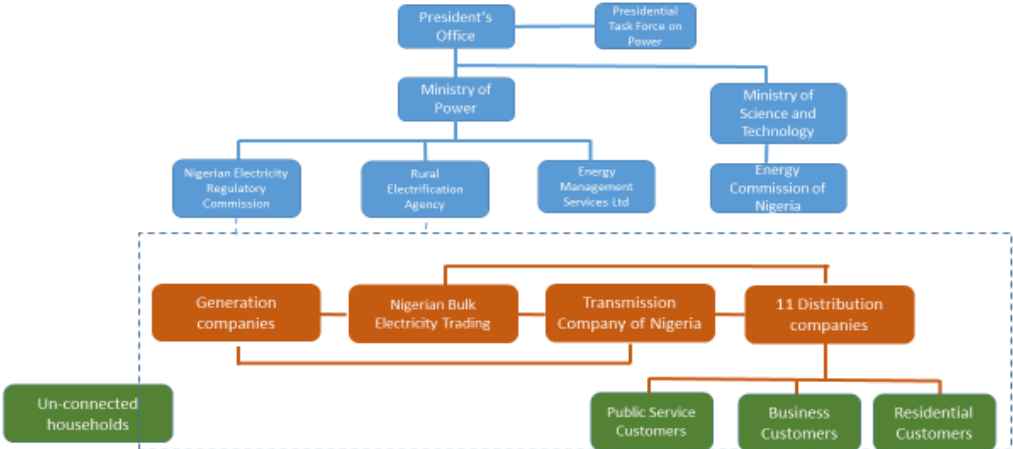 President's
Office
Presidential
Task Force on
Power
Ministry of
Power
Ministry of
Science and
Technology
Nigerian Electricity
Regulatory
Commission
Rural
Electrification
Agency
Energy
Management
Services Ltd
Energy
Commission of
Nigeria
Generation
companies
Nigerian Bulk
Electricity Trading
Transmission
Company of Nigeria
11 Distribution
companies
Un-connected
households
Public Service
Customers
Business
Customers
Residential
Customers